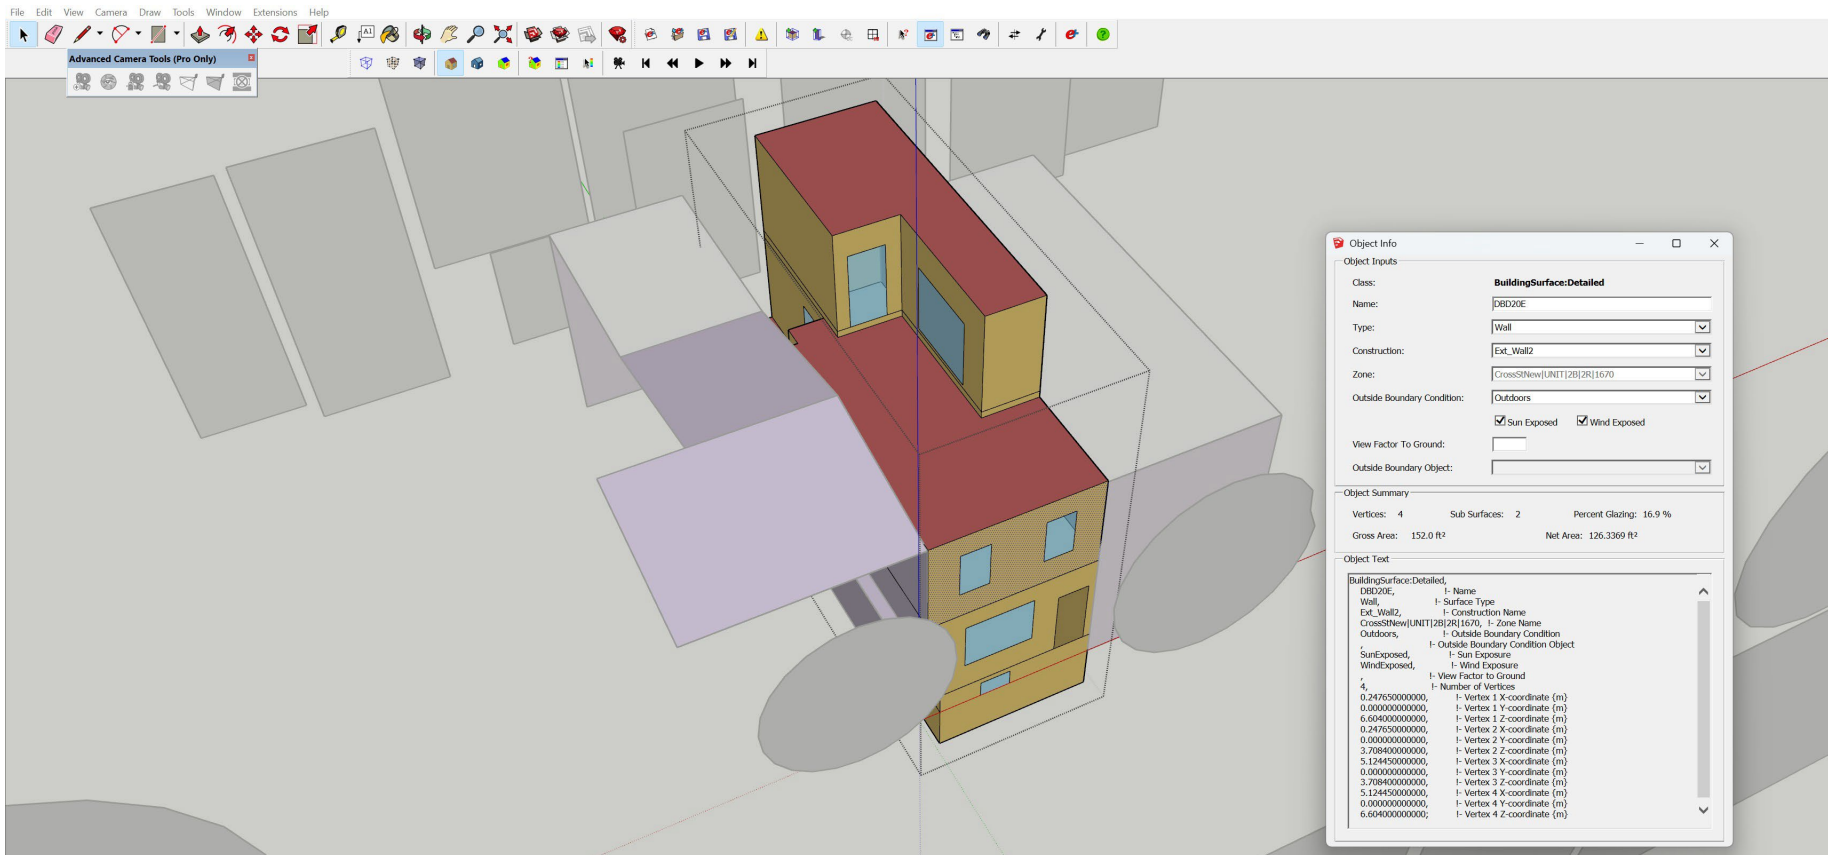 File Edit View Camera Draw Tools Window Extensions Help
A1
Advanced Camera Tools (Pro Only)
Object Info
Object Inputs
Class: BuildingSurface:Detailed
Name: DBD20E
Type: Wall
Construction: Ext_Wall2
Zone: CrossStNew|UNIT|2B|2R|1670
Outside Boundary Condition: Outdoors
Sun Exposed Wind Exposed
View Factor To Ground:
Outside Boundary Object:
Object Summary
Vertices: 4 Sub Surfaces: 2 Percent Glazing: 16.9 %
Gross Area: 152.0 ft² Net Area: 126.3369 ft²
Object Text
BuildingSurface:Detailed,
DBD20E, !- Name
Wall, !- Surface Type
Ext_Wall2, !- Construction Name
CrossStNew|UNIT|2B|2R|1670, !- Zone Name
Outdoors, !- Outside Boundary Condition
, !- Outside Boundary Condition Object
SunExposed, !- Sun Exposure
WindExposed, !- Wind Exposure
, !- View Factor to Ground
4, !- Number of Vertices
0.247650000000, !- Vertex 1 X-coordinate {m}
0.000000000000, !- Vertex 1 Y-coordinate {m}
6.604000000000, !- Vertex 1 Z-coordinate {m}
0.247650000000, !- Vertex 2 X-coordinate {m}
0.000000000000, !- Vertex 2 Y-coordinate {m}
3.708400000000, !- Vertex 2 Z-coordinate {m}
5.124450000000, !- Vertex 3 X-coordinate {m}
0.000000000000, !- Vertex 3 Y-coordinate {m}
3.708400000000, !- Vertex 3 Z-coordinate {m}
5.124450000000, !- Vertex 4 X-coordinate {m}
0.000000000000, !- Vertex 4 Y-coordinate {m}
6.604000000000; !- Vertex 4 Z-coordinate {m}